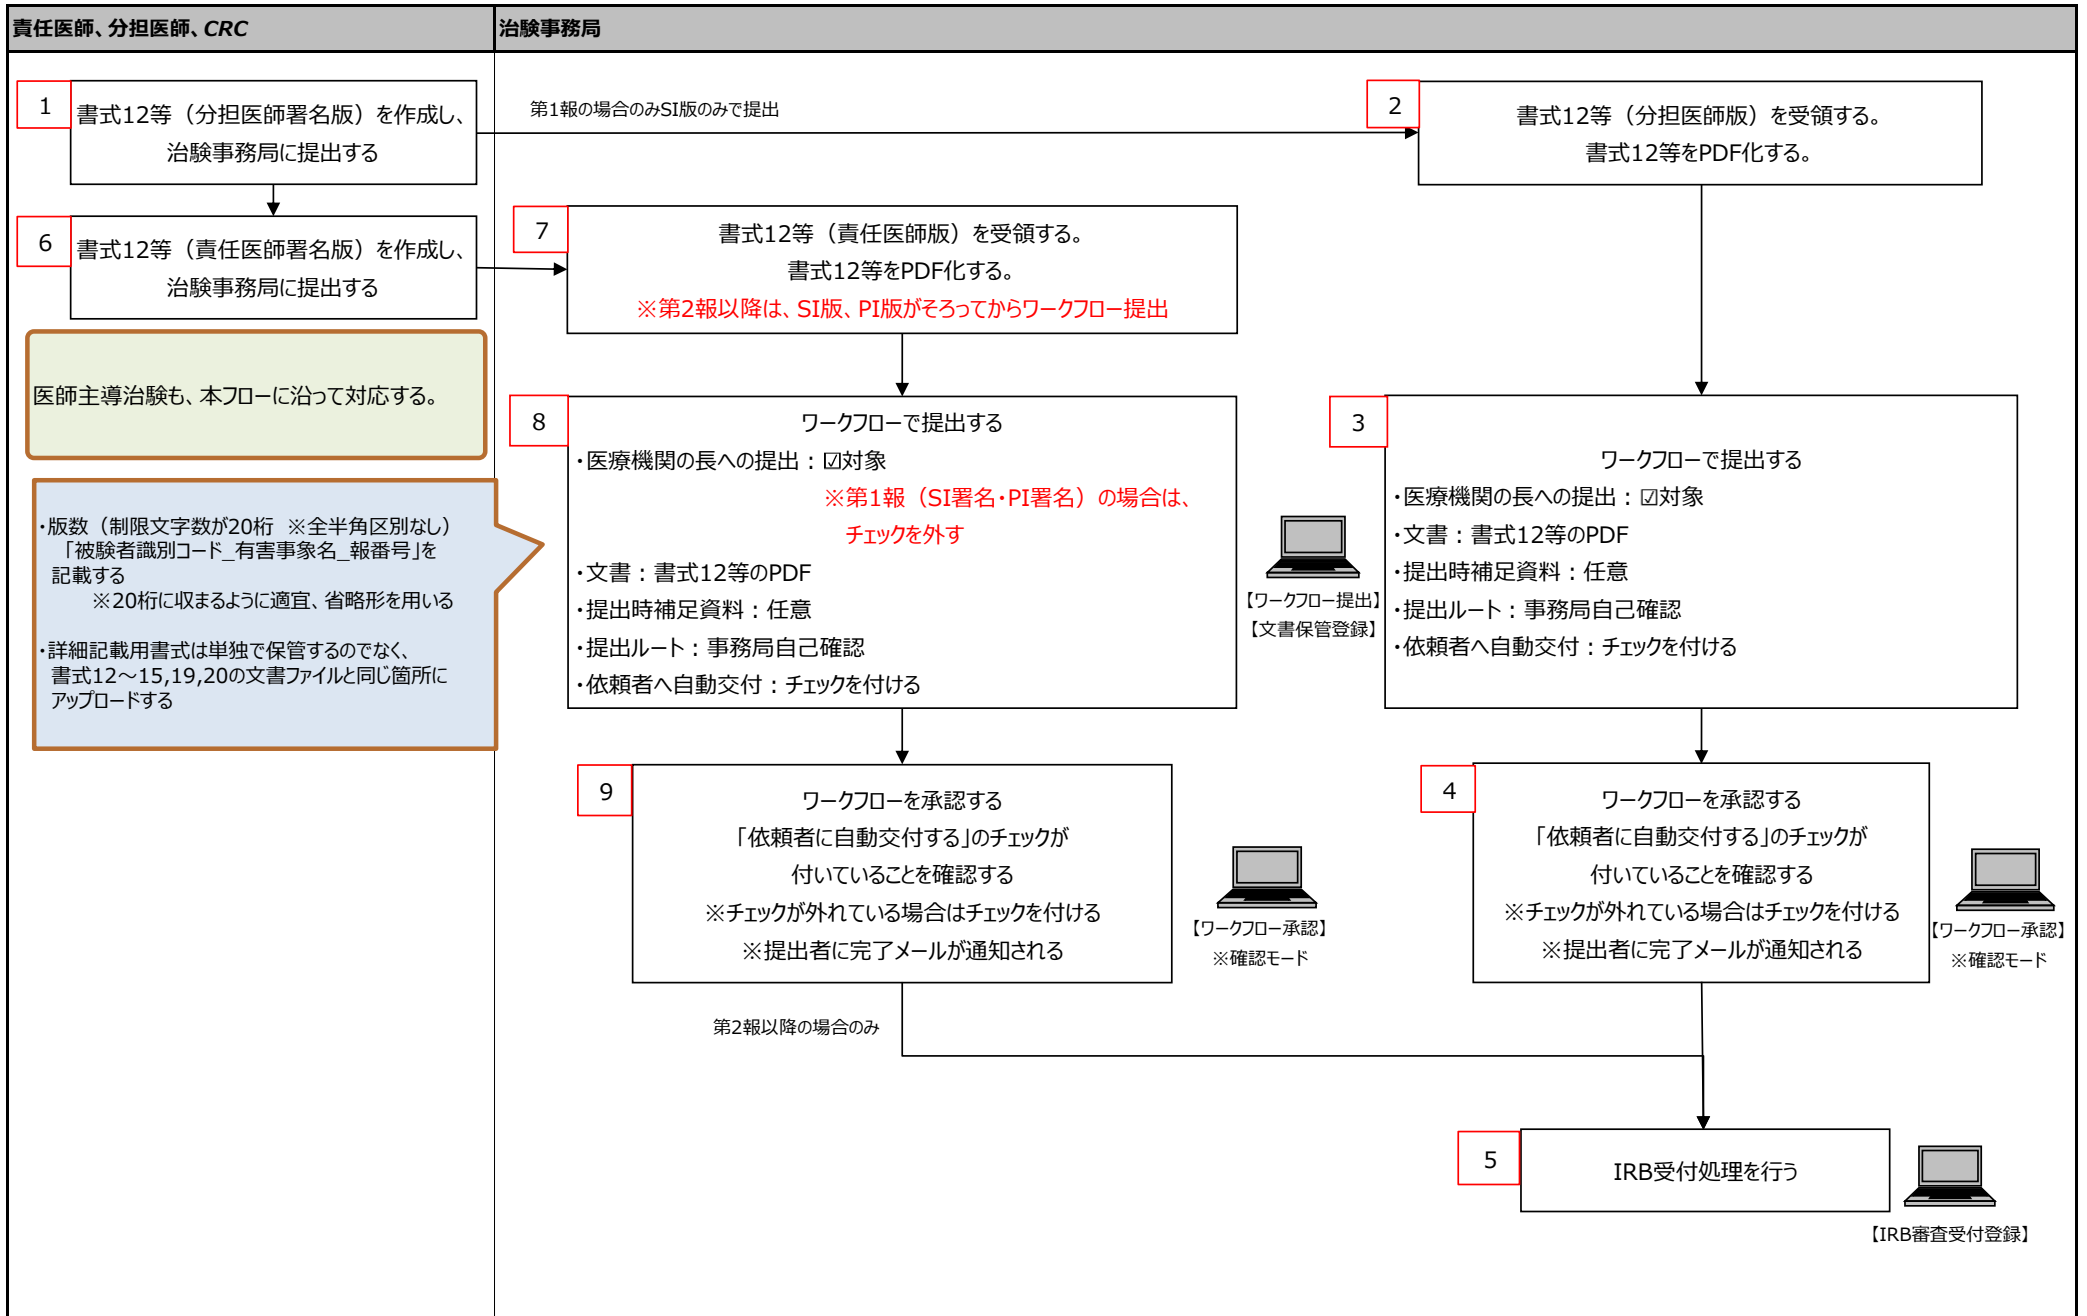 責任医師、分担医師、CRC
治験事務局
1
書式12等（分担医師署名版）を作成し、
治験事務局に提出する
第1報の場合のみSI版のみで提出
2
書式12等（分担医師版）を受領する。
書式12等をPDF化する。
6
書式12等（責任医師署名版）を作成し、
治験事務局に提出する
7
書式12等（責任医師版）を受領する。
書式12等をPDF化する。
※第2報以降は、SI版、PI版がそろってからワークフロー提出
医師主導治験も、本フローに沿って対応する。
・版数（制限文字数が20桁 ※全半角区別なし）
「被験者識別コード_有害事象名_報番号」を
記載する
※20桁に収まるように適宜、省略形を用いる
・詳細記載用書式は単独で保管するのでなく、
書式12～15,19,20の文書ファイルと同じ箇所に
アップロードする
8
ワークフローで提出する
・医療機関の長への提出：☑対象
※第1報（SI署名・PI署名）の場合は、
チェックを外す
・文書：書式12等のPDF
・提出時補足資料：任意
・提出ルート：事務局自己確認
・依頼者へ自動交付：チェックを付ける
【ワークフロー提出】
【文書保管登録】
3
ワークフローで提出する
・医療機関の長への提出：☑対象
・文書：書式12等のPDF
・提出時補足資料：任意
・提出ルート：事務局自己確認
・依頼者へ自動交付：チェックを付ける
9
ワークフローを承認する
「依頼者に自動交付する」のチェックが
付いていることを確認する
※チェックが外れている場合はチェックを付ける
※提出者に完了メールが通知される
【ワークフロー承認】
※確認モード
4
ワークフローを承認する
「依頼者に自動交付する」のチェックが
付いていることを確認する
※チェックが外れている場合はチェックを付ける
※提出者に完了メールが通知される
【ワークフロー承認】
※確認モード
第2報以降の場合のみ
5
IRB受付処理を行う
【IRB審査受付登録】